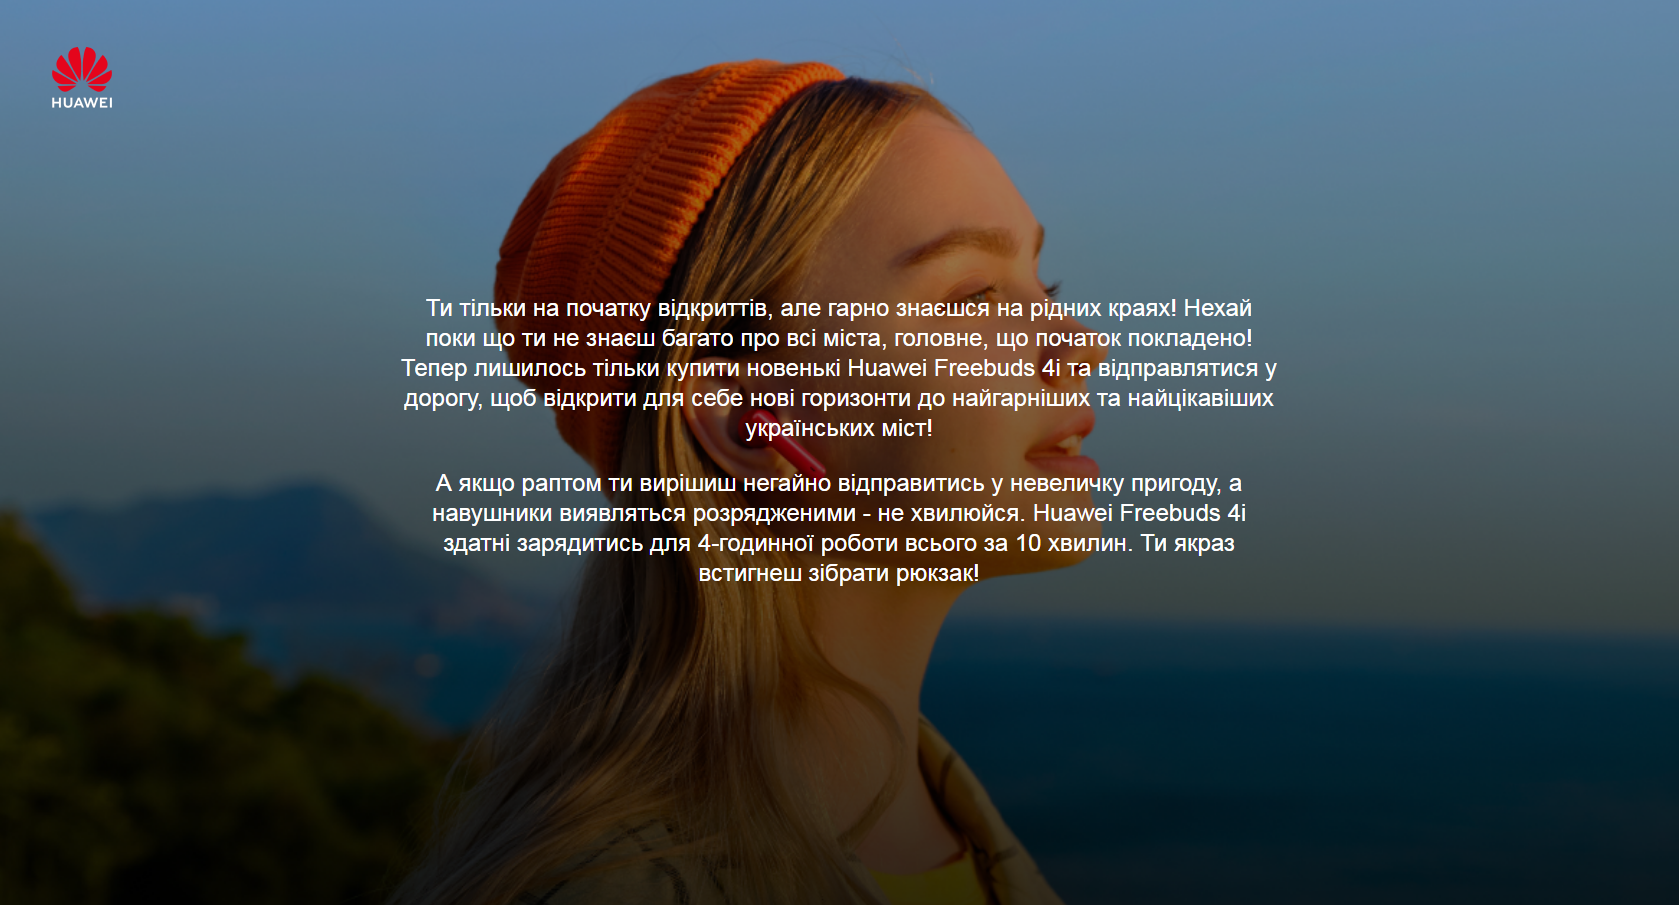 HUAWEI
Ти тільки на початку відкриттів, але гарно знаєшся на рідних краях! Нехай
поки що ти не знаєш багато про всі міста, головне, що початок покладено!
Тепер лишилось тільки купити новенькі Huawei Freebuds 4i та відправлятися у
дорогу, щоб відкрити для себе нові горизонти до найгарніших та найцікавіших
українських міст!
А якщо раптом ти вирішиш негайно відправитись у невеличку пригоду, а
навушники виявляться розрядженими - не хвилюйся. Huawei Freebuds 4i
здатні зарядитись для 4-годинної роботи всього за 10 хвилин. Ти якраз
встигнеш зібрати рюкзак!